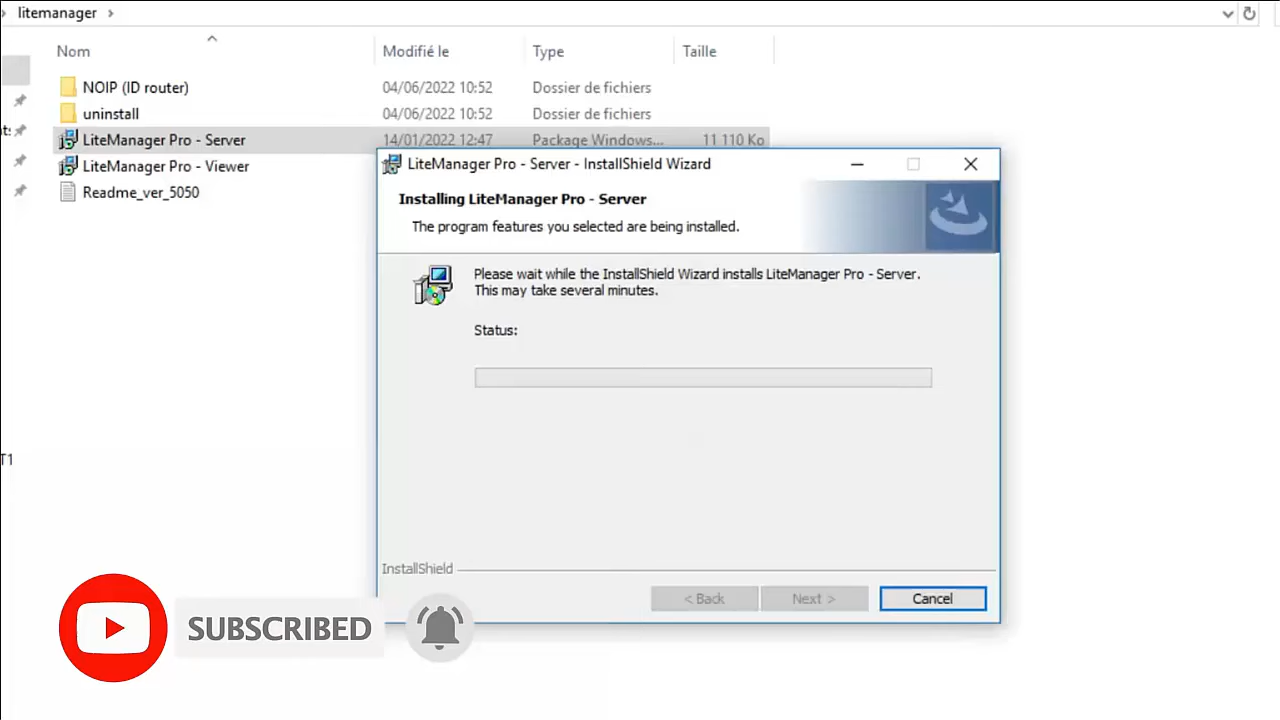 litemanager
Nom Modifié le Type Taille
NOIP (ID router) 04/06/2022 10:52 Dossier de fichiers
uninstall 04/06/2022 10:52 Dossier de fichiers
LiteManager Pro - Server 14/01/2022 12:47 Package Windows... 11 110 Ko
LiteManager Pro - Viewer
Readme_ver_5050
LiteManager Pro - Server - InstallShield Wizard
Installing LiteManager Pro - Server
The program features you selected are being installed.
Please wait while the InstallShield Wizard installs LiteManager Pro - Server.
This may take several minutes.
Status:
T1
InstallShield
< Back Next > Cancel
SUBSCRIBED